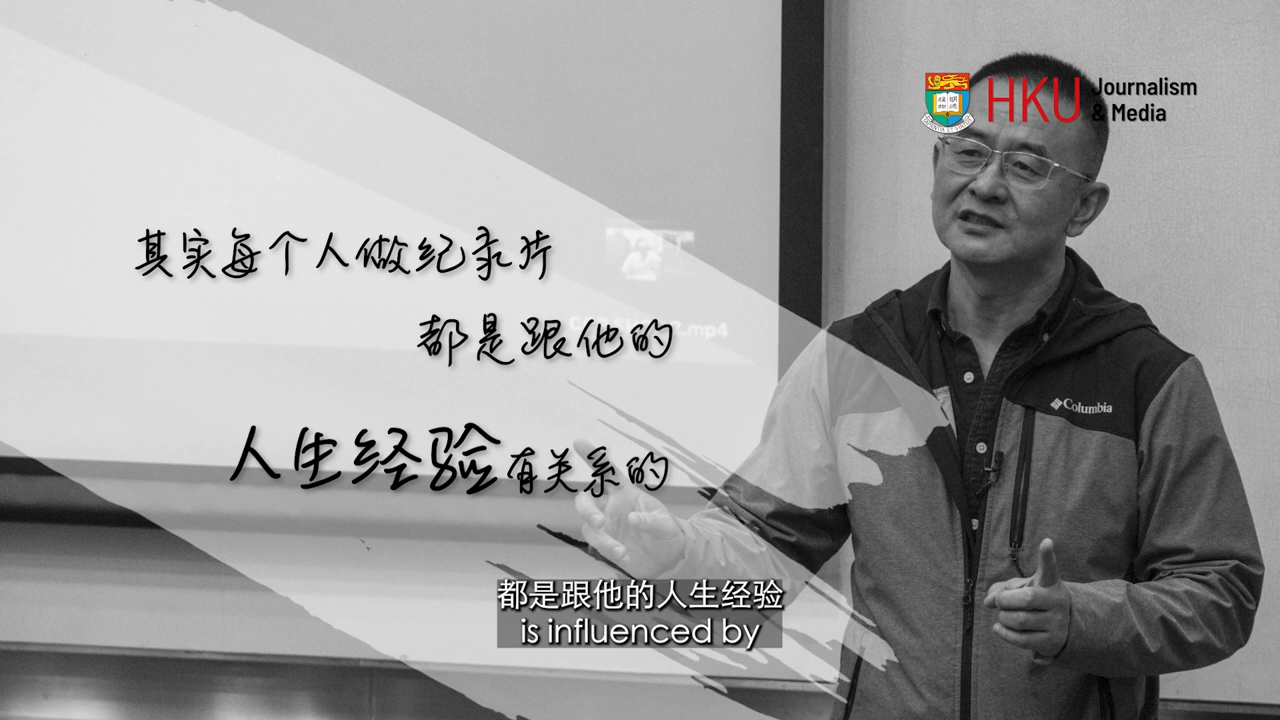 HKU Journalism
& Media
其实每个人做纪录片
都是跟他的
2.mp4
Columbia
人生经验有关系的
都是跟他的人生经验
is influenced by